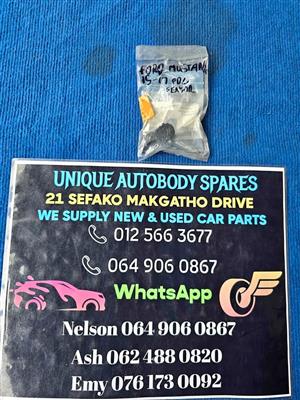 FORD MUSTANG
15-17 PDC
SENSOR
UNIQUE AUTOBODY SPARES
21 SEFAKO MAKGATHO DRIVE
WE SUPPLY NEW & USED CAR PARTS
012 566 3677
064 906 0867
WhatsApp
Nelson 064 906 0867
Ash 062 488 0820
Emy 076 173 0092